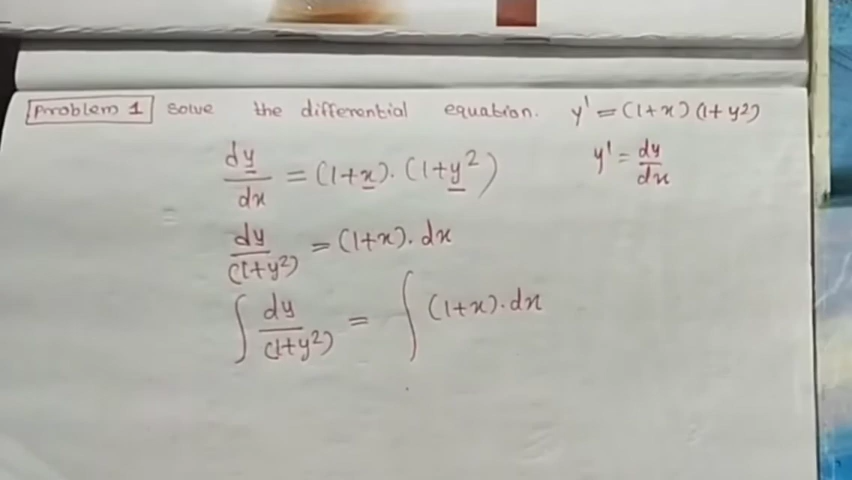 Problem 1 solve the differential equation. y' = (1+x) (1+y²)
dy/dx = (1+x). (1+y²) y' = dy/dx
dy/(1+y²) = (1+x). dx
∫ dy/(1+y²) = ∫ (1+x). dx